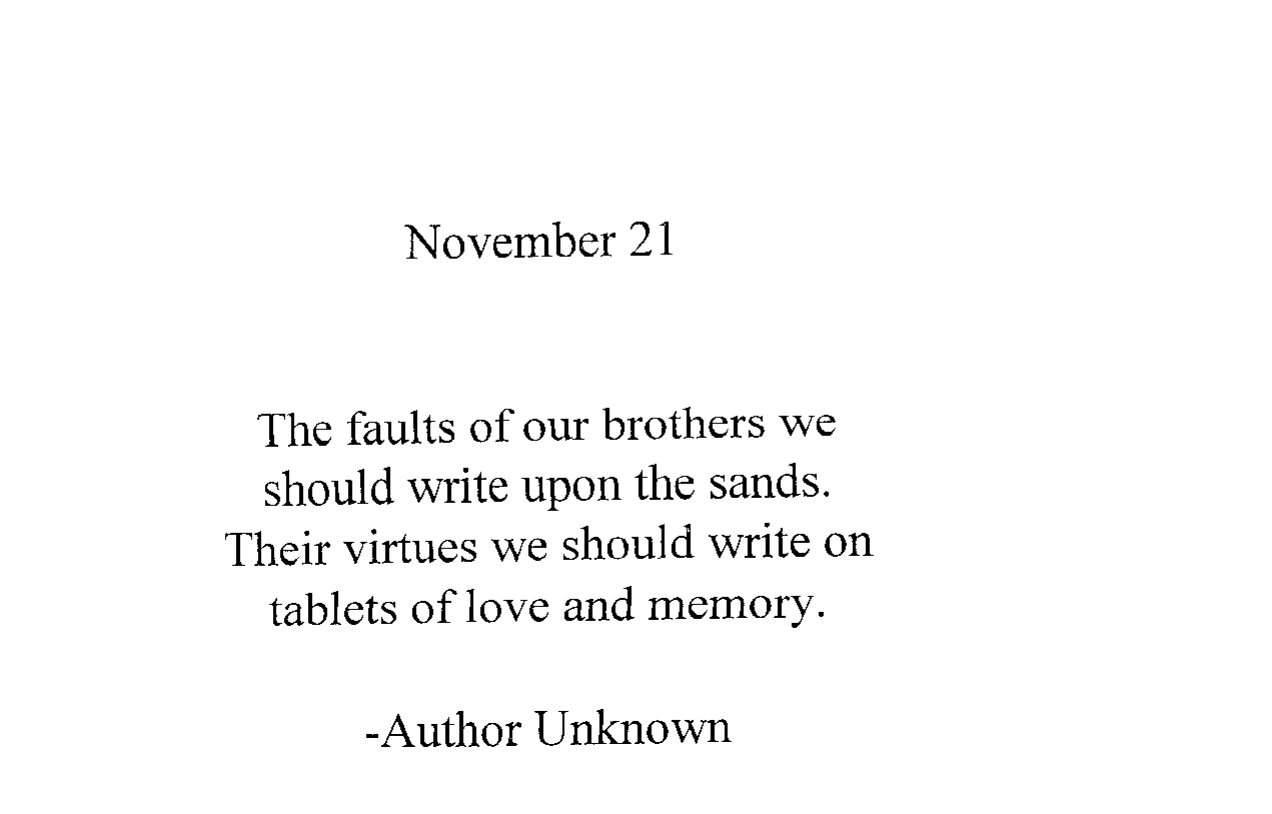 November 21
The faults of our brothers we
should write upon the sands.
Their virtues we should write on
tablets of love and memory.
-Author Unknown